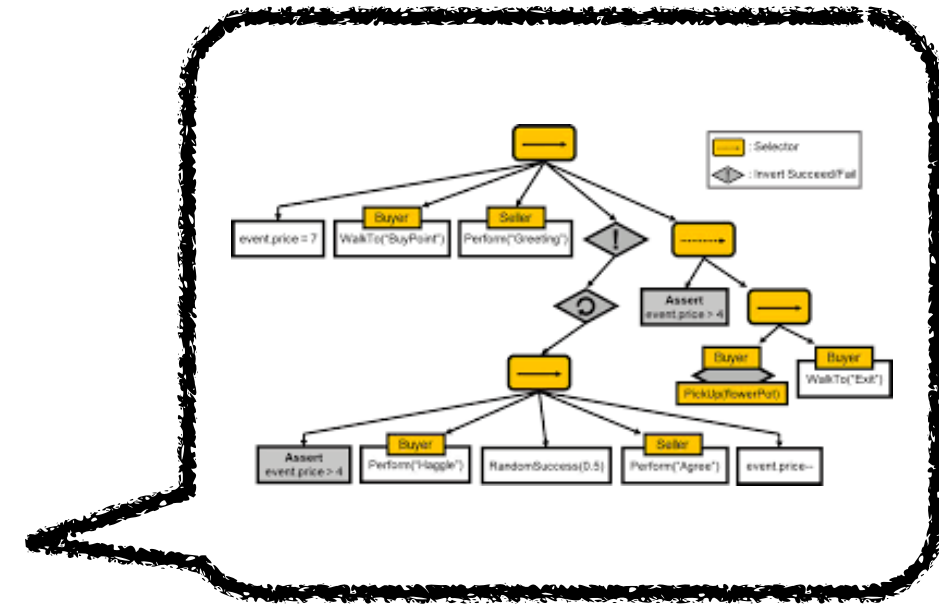 : Selector
: Invert Succeed/Fail
event.price = 7
Buyer
WalkTo("BuyPoint")
Seller
Perform("Greeting")
!
Assert
event.price > 4
Buyer
PickUp(flowerPot)
Buyer
WalkTo("Exit")
Assert
event.price > 4
Buyer
Perform("Haggle")
RandomSuccess(0.5)
Seller
Perform("Agree")
event.price--